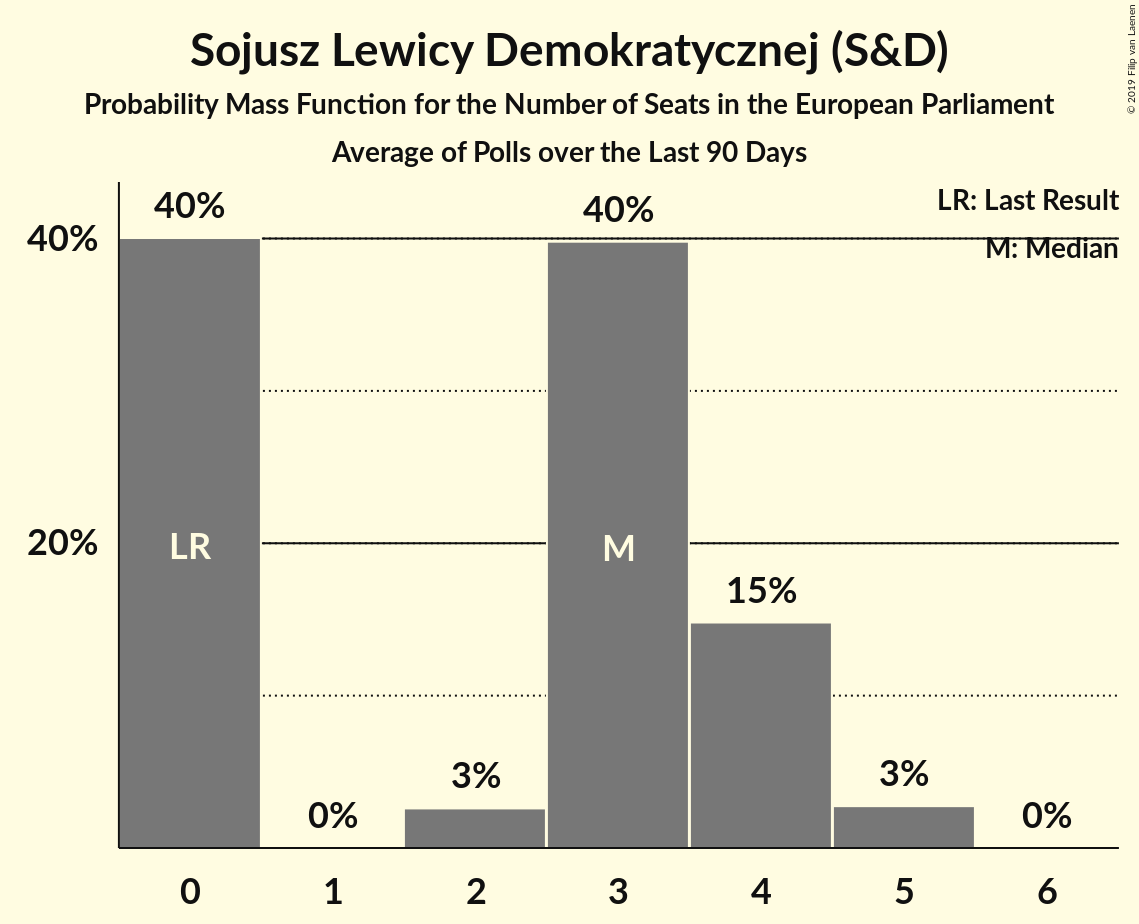 Sojusz Lewicy Demokratycznej (S&D)
Probability Mass Function for the Number of Seats in the European Parliament
Average of Polls over the Last 90 Days
© 2019 Filip van Laenen
LR: Last Result
M: Median
40%
20%
40%
0%
3%
40%
15%
3%
0%
LR
M
0 1 2 3 4 5 6